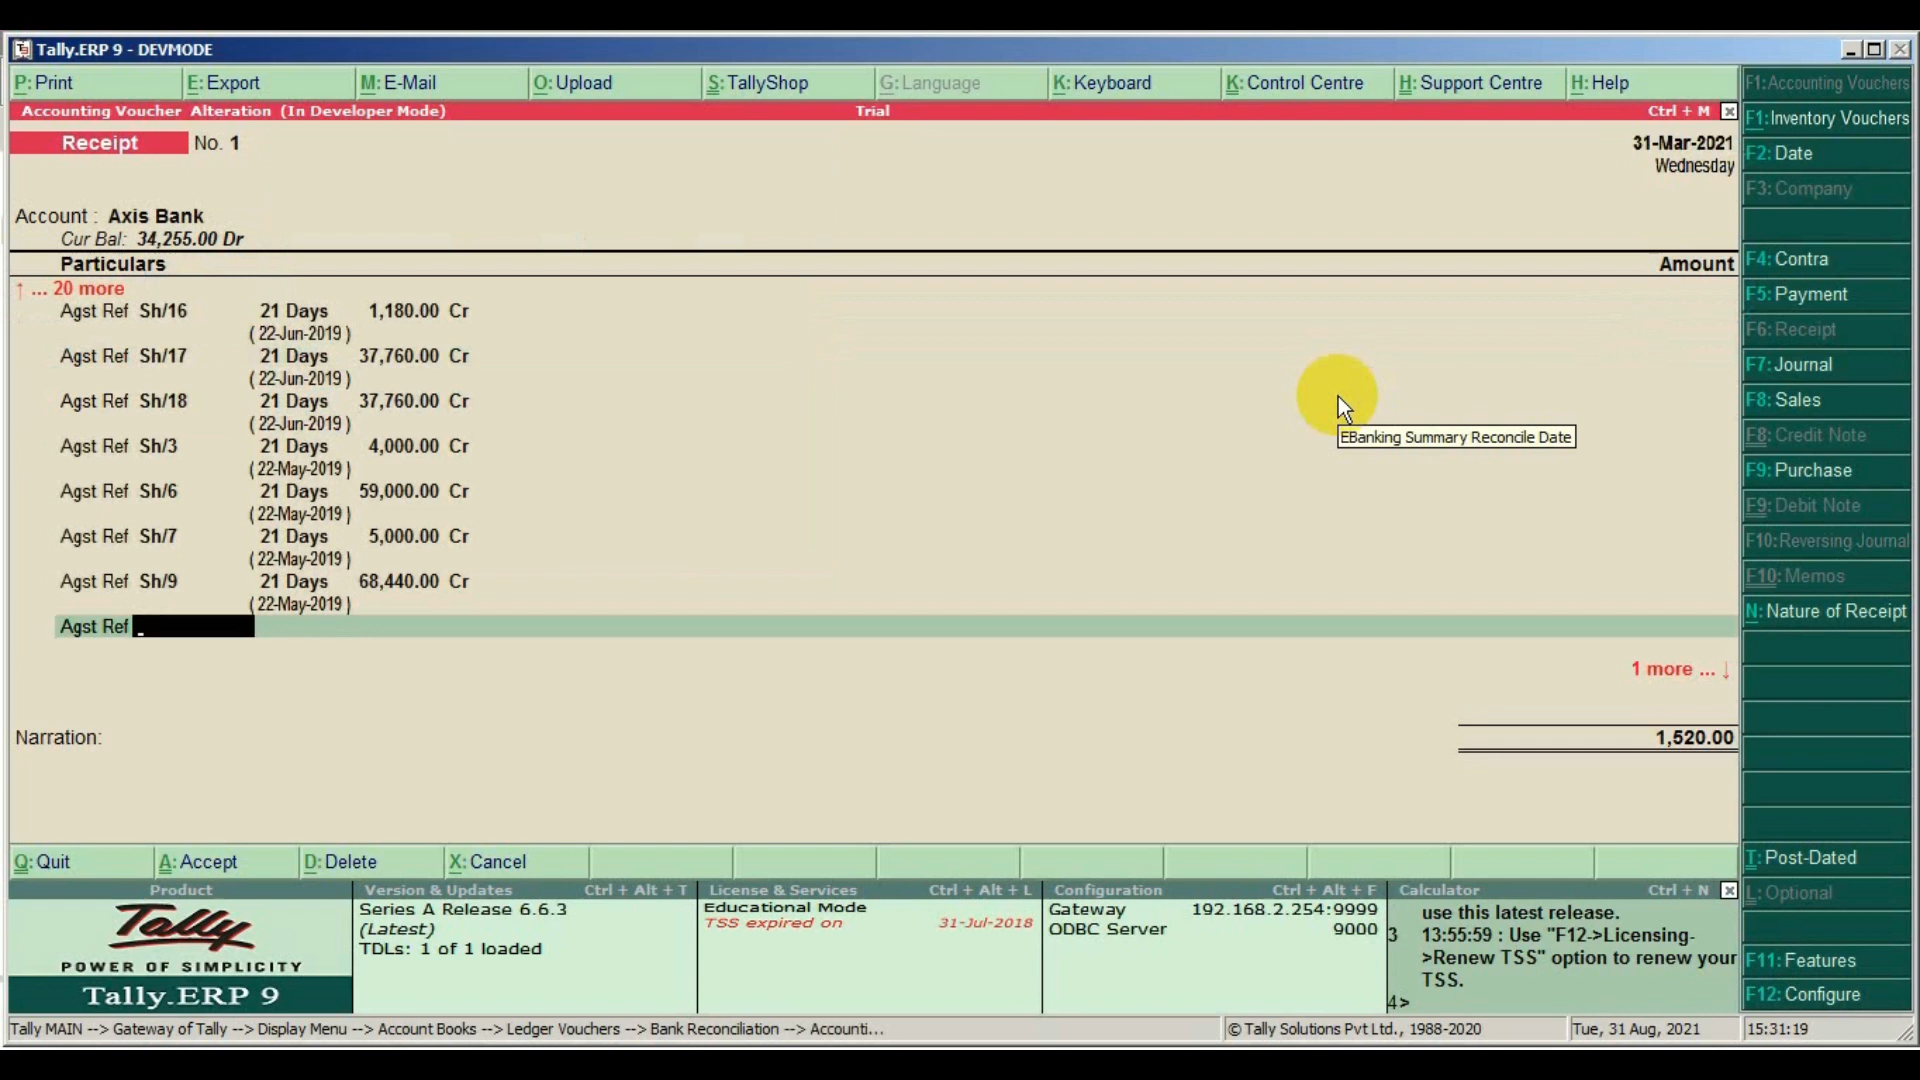 Tally.ERP 9 - DEVMODE
P: Print E: Export M: E-Mail O: Upload S: TallyShop G: Language K: Keyboard K: Control Centre H: Support Centre H: Help
Accounting Voucher Alteration (In Developer Mode) Trial Ctrl + M
Receipt No. 1 31-Mar-2021
Wednesday
Account : Axis Bank
Cur Bal: 34,255.00 Dr
Particulars Amount
↑ ... 20 more
Agst Ref Sh/16 21 Days 1,180.00 Cr
( 22-Jun-2019 )
Agst Ref Sh/17 21 Days 37,760.00 Cr
( 22-Jun-2019 )
Agst Ref Sh/18 21 Days 37,760.00 Cr
( 22-Jun-2019 )
Agst Ref Sh/3 21 Days 4,000.00 Cr
( 22-May-2019 )
Agst Ref Sh/6 21 Days 59,000.00 Cr
( 22-May-2019 )
Agst Ref Sh/7 21 Days 5,000.00 Cr
( 22-May-2019 )
Agst Ref Sh/9 21 Days 68,440.00 Cr
( 22-May-2019 )
Agst Ref
EBanking Summary Reconcile Date
1 more ... ↓
Narration: 1,520.00
F1: Accounting Vouchers
F1: Inventory Vouchers
F2: Date
F3: Company
F4: Contra
F5: Payment
F6: Receipt
F7: Journal
F8: Sales
F8: Credit Note
F9: Purchase
F9: Debit Note
F10: Reversing Journal
F10: Memos
N: Nature of Receipt
T: Post-Dated
L: Optional
F11: Features
F12: Configure
Q: Quit A: Accept D: Delete X: Cancel
Product
Tally
POWER OF SIMPLICITY
Tally.ERP 9
Version & Updates Ctrl + Alt + T
Series A Release 6.6.3
(Latest)
TDLs: 1 of 1 loaded
License & Services Ctrl + Alt + L
Educational Mode
TSS expired on 31-Jul-2018
Configuration Ctrl + Alt + F
Gateway 192.168.2.254:9999
ODBC Server 9000
Calculator Ctrl + N
use this latest release.
3 13:55:59 : Use "F12->Licensing-
>Renew TSS" option to renew your
TSS.
4>
Tally MAIN --> Gateway of Tally --> Display Menu --> Account Books --> Ledger Vouchers --> Bank Reconciliation --> Accounti... © Tally Solutions Pvt Ltd., 1988-2020 Tue, 31 Aug, 2021 15:31:19